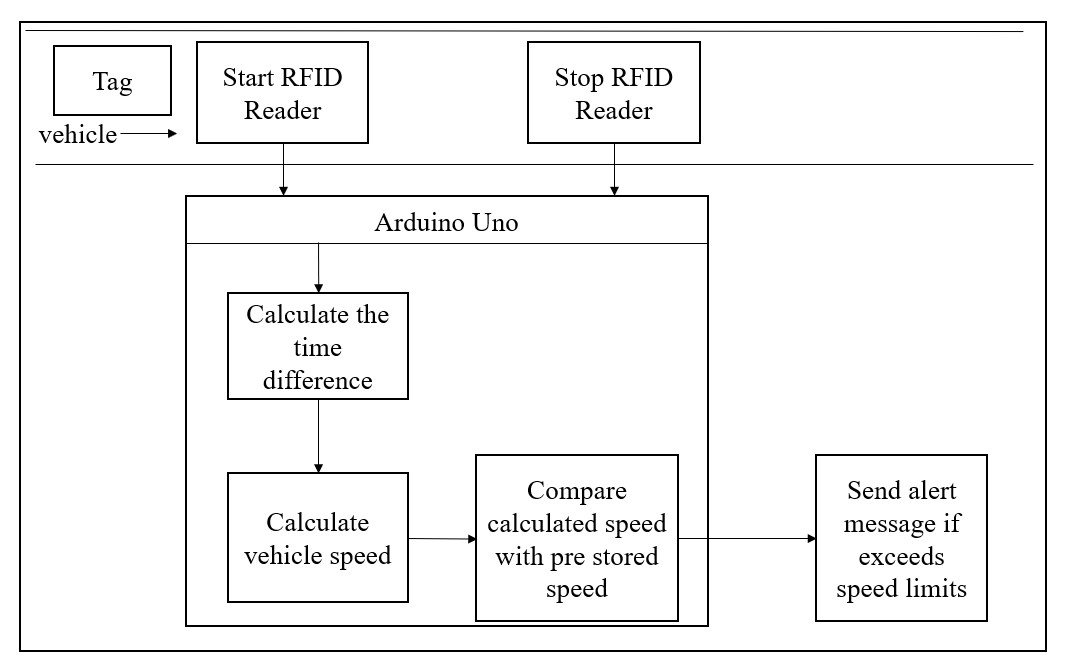 Tag
vehicle
Start RFID
Reader
Stop RFID
Reader
Arduino Uno
Calculate the
time
difference
Calculate
vehicle speed
Compare
calculated speed
with pre stored
speed
Send alert
message if
exceeds
speed limits